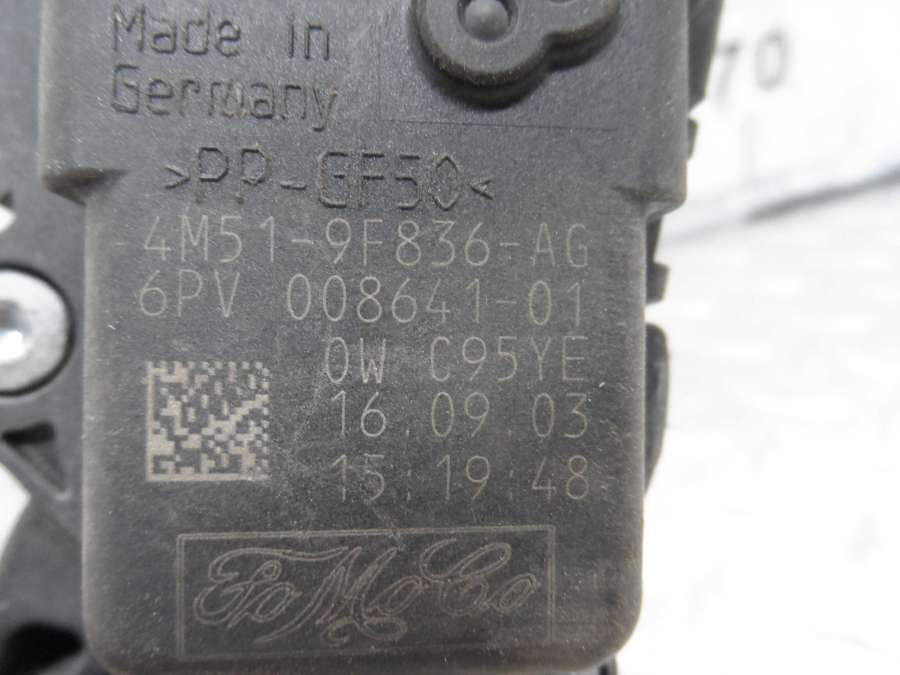 Made in
Germany
>PP-GF50<
4M51-9F836-AG
6PV 008641-01
0W C95YE
16.09.03
15:19:48
FoMoCo